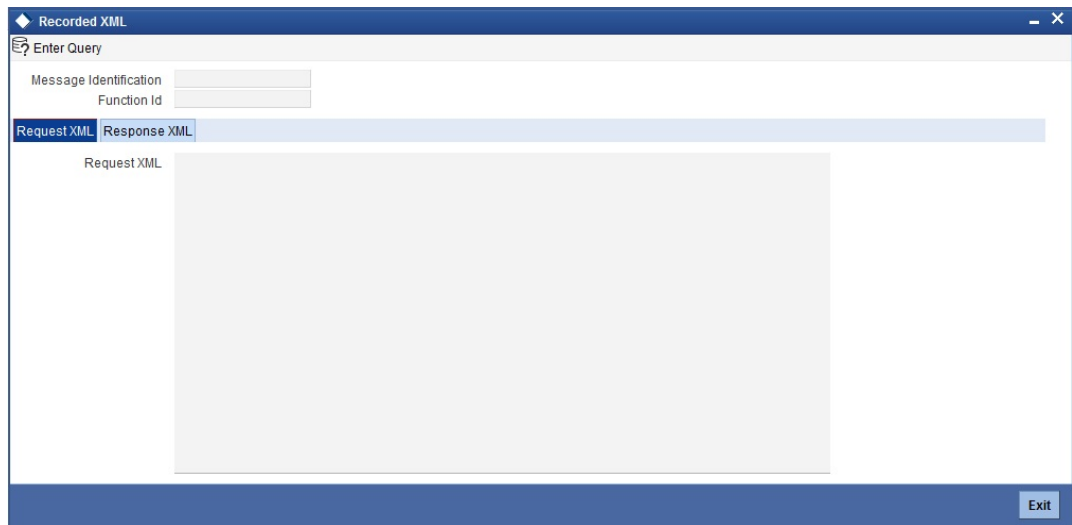 Recorded XML
Enter Query
Message Identification
Function Id
Request XML Response XML
Request XML
Exit